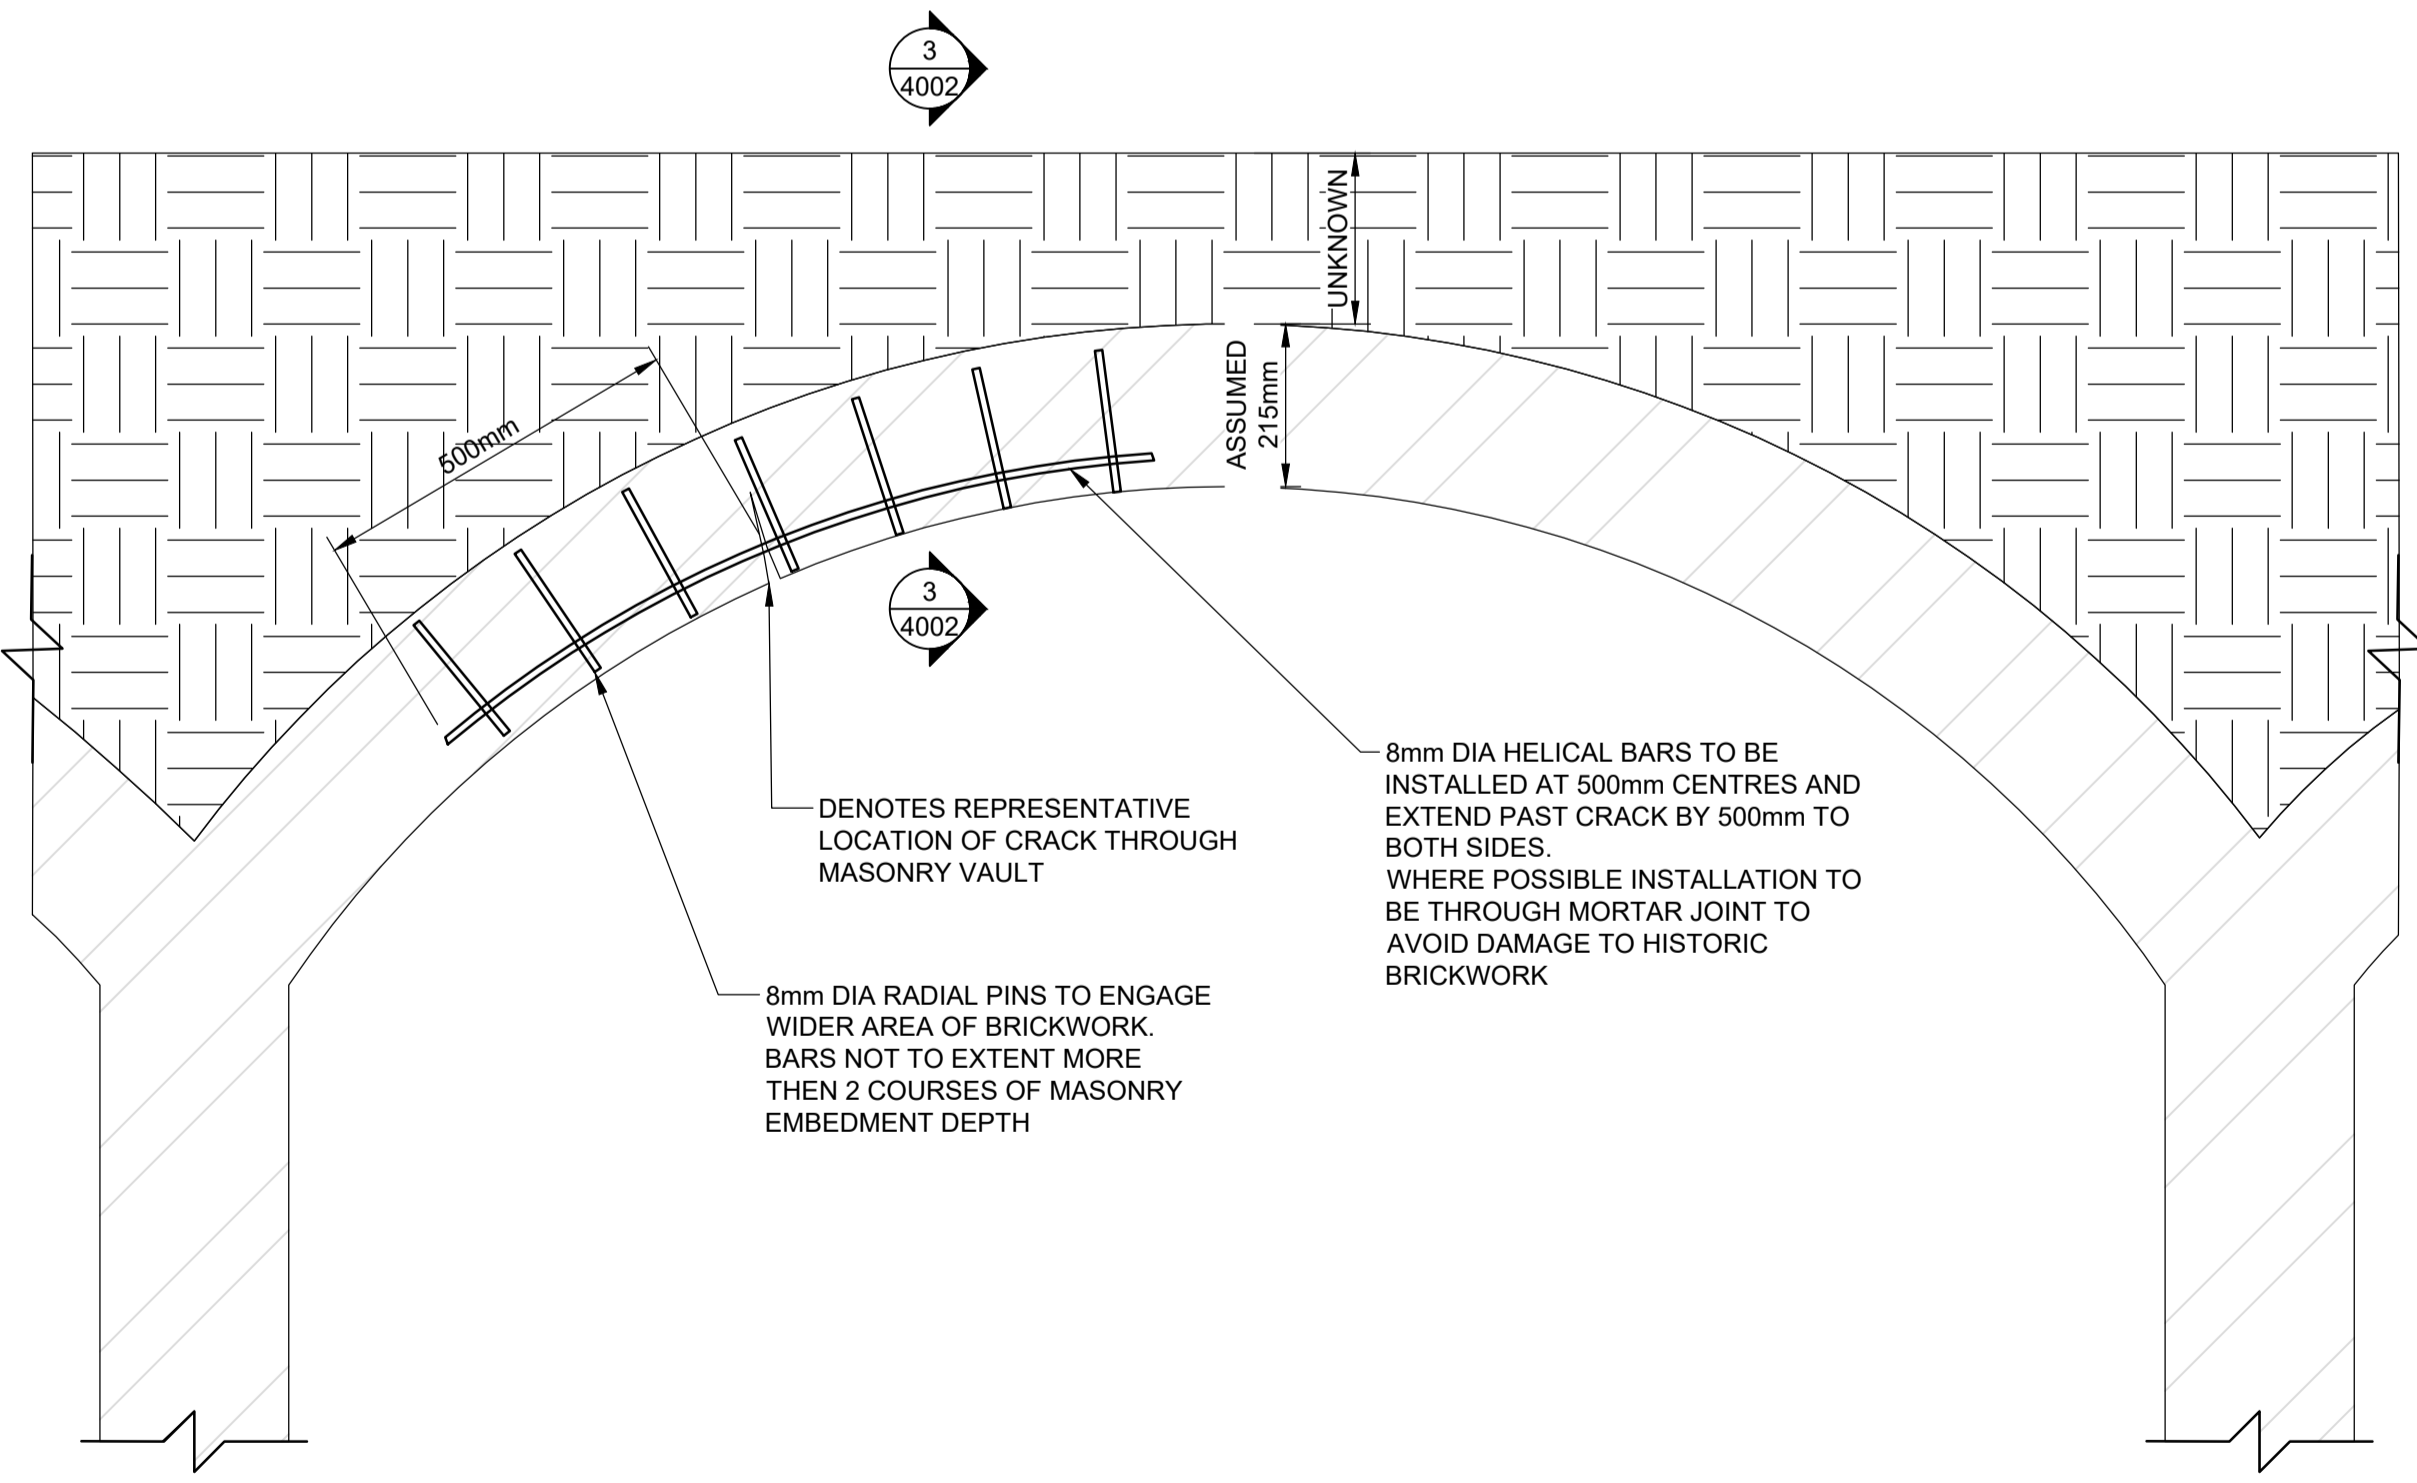 3
4002
UNKNOWN
ASSUMED
215mm
500mm
3
4002
8mm DIA HELICAL BARS TO BE
INSTALLED AT 500mm CENTRES AND
EXTEND PAST CRACK BY 500mm TO
BOTH SIDES.
WHERE POSSIBLE INSTALLATION TO
BE THROUGH MORTAR JOINT TO
AVOID DAMAGE TO HISTORIC
BRICKWORK
DENOTES REPRESENTATIVE
LOCATION OF CRACK THROUGH
MASONRY VAULT
8mm DIA RADIAL PINS TO ENGAGE
WIDER AREA OF BRICKWORK.
BARS NOT TO EXTENT MORE
THEN 2 COURSES OF MASONRY
EMBEDMENT DEPTH